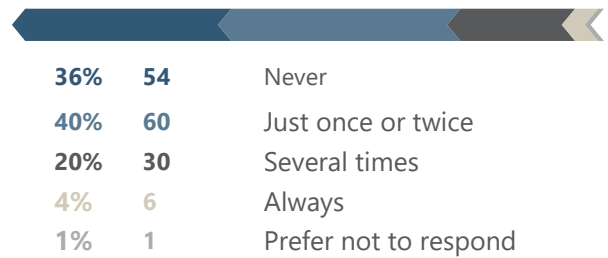 36% 54 Never
40% 60 Just once or twice
20% 30 Several times
4% 6 Always
1% 1 Prefer not to respond